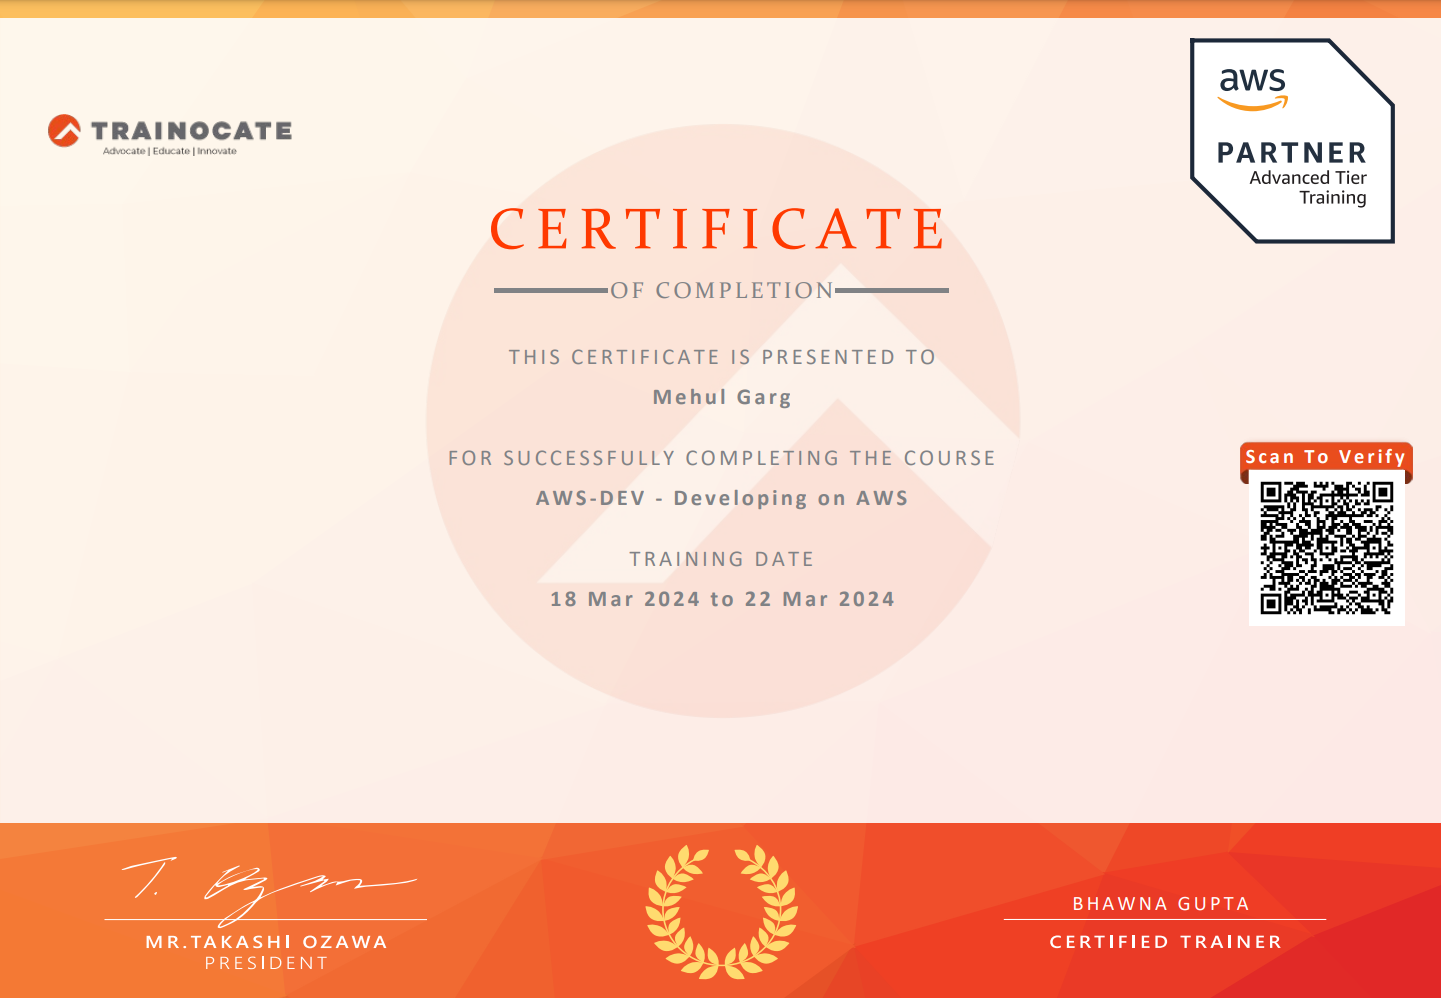 TRAINOCATE
Advocate | Educate | Innovate
aws
PARTNER
Advanced Tier
Training
CERTIFICATE
OF COMPLETION
THIS CERTIFICATE IS PRESENTED TO
Mehul Garg
FOR SUCCESSFULLY COMPLETING THE COURSE
AWS-DEV - Developing on AWS
TRAINING DATE
18 Mar 2024 to 22 Mar 2024
Scan To Verify
T. Ozawa
MR.TAKASHI OZAWA
PRESIDENT
BHAWNA GUPTA
CERTIFIED TRAINER